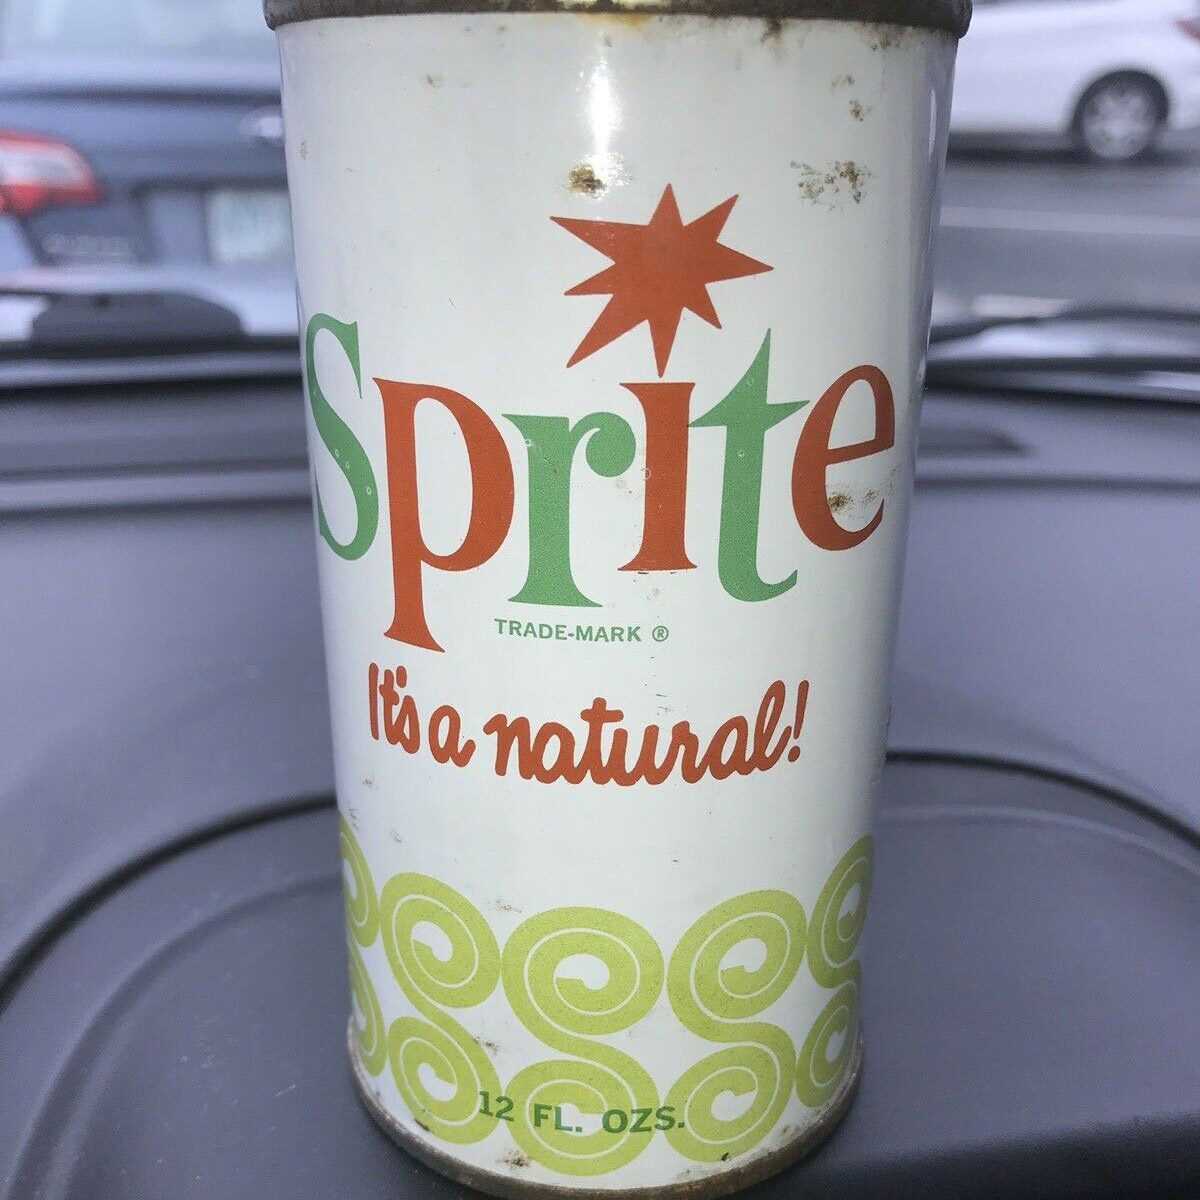 Sprite
TRADE-MARK ®
It's a natural!
12 FL. OZS.